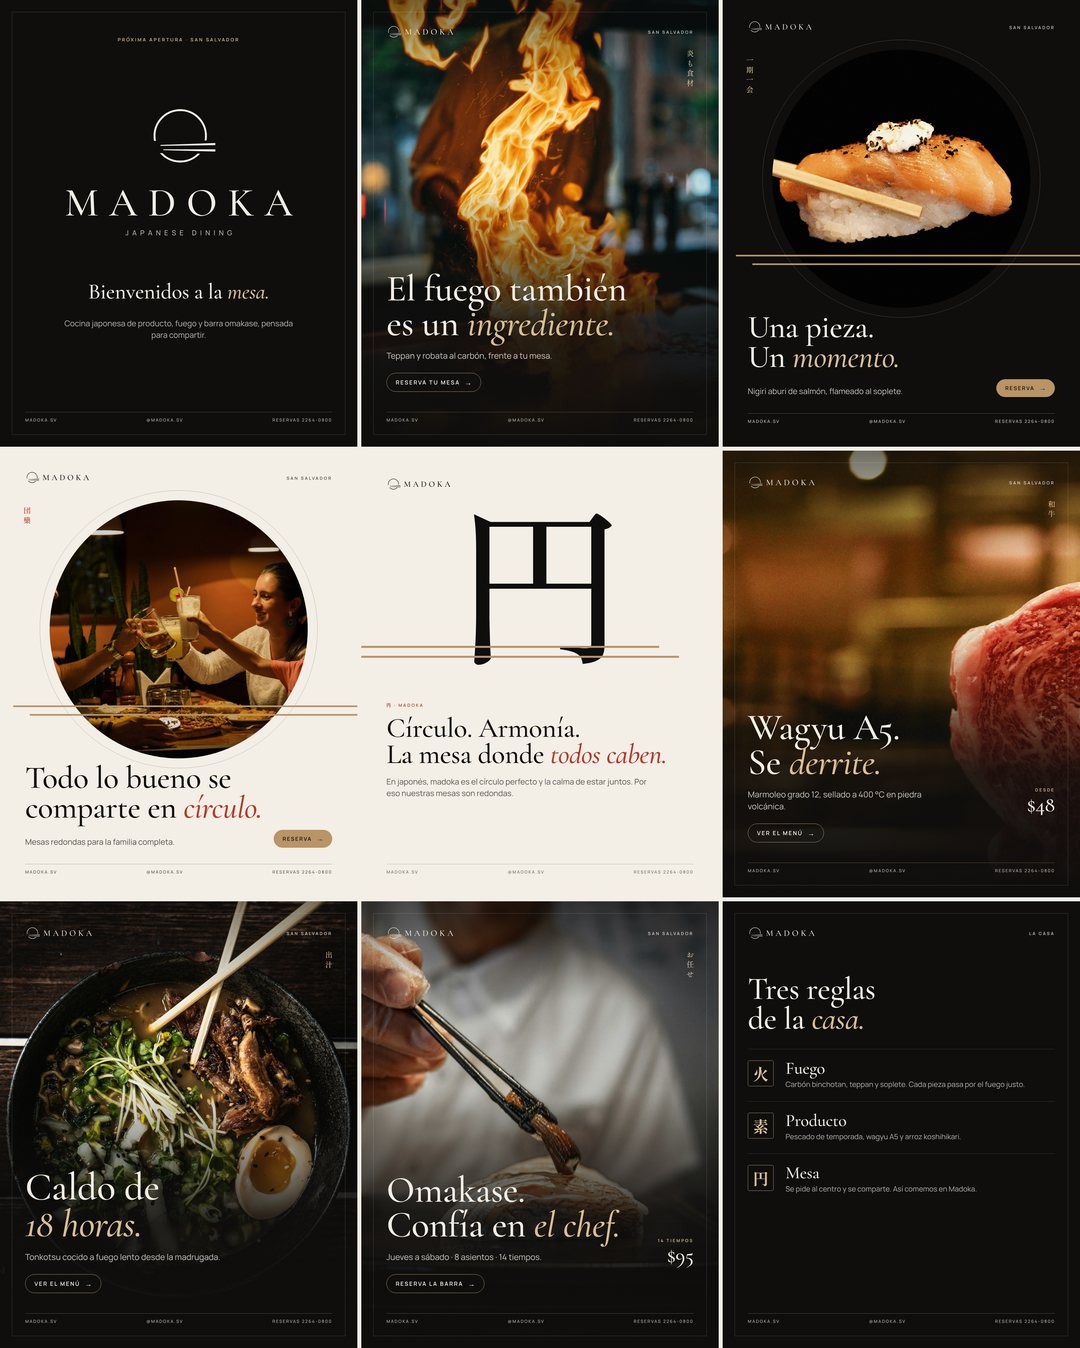 PRÓXIMA APERTURA · SAN SALVADOR
MADOKA
JAPANESE DINING
Bienvenidos a la mesa.
Cocina japonesa de producto, fuego y barra omakase, pensada
para compartir.
MADOKA.SV
@MADOKA.SV
RESERVAS 2264-0800
MADOKA
SAN SALVADOR
炎も食材
El fuego también
es un ingrediente.
Teppan y robata al carbón, frente a tu mesa.
RESERVA TU MESA →
MADOKA.SV
@MADOKA.SV
RESERVAS 2264-0800
MADOKA
SAN SALVADOR
一期一会
Una pieza.
Un momento.
Nigiri aburi de salmón, flameado al soplete.
RESERVA →
MADOKA.SV
@MADOKA.SV
RESERVAS 2264-0800
MADOKA
SAN SALVADOR
団欒
Todo lo bueno se
comparte en círculo.
Mesas redondas para la familia completa.
RESERVA →
MADOKA.SV
@MADOKA.SV
RESERVAS 2264-0800
MADOKA
円
円 · MADOKA
Círculo. Armonía.
La mesa donde todos caben.
En japonés, madoka es el círculo perfecto y la calma de estar juntos. Por
eso nuestras mesas son redondas.
MADOKA.SV
@MADOKA.SV
RESERVAS 2264-0800
MADOKA
SAN SALVADOR
和牛
Wagyu A5.
Se derrite.
Marmoleo grado 12, sellado a 400 °C en piedra
volcánica.
DESDE
$48
VER EL MENÚ →
MADOKA.SV
@MADOKA.SV
RESERVAS 2264-0800
MADOKA
SAN SALVADOR
出汁
Caldo de
18 horas.
Tonkotsu cocido a fuego lento desde la madrugada.
VER EL MENÚ →
MADOKA.SV
@MADOKA.SV
RESERVAS 2264-0800
MADOKA
SAN SALVADOR
お任せ
Omakase.
Confía en el chef.
Jueves a sábado · 8 asientos · 14 tiempos.
14 TIEMPOS
$95
RESERVA LA BARRA →
MADOKA.SV
@MADOKA.SV
RESERVAS 2264-0800
MADOKA
LA CASA
Tres reglas
de la casa.
火
Fuego
Carbón binchotan, teppan y soplete. Cada pieza pasa por el fuego justo.
素
Producto
Pescado de temporada, wagyu A5 y arroz koshihikari.
円
Mesa
Se pide al centro y se comparte. Así comemos en Madoka.
MADOKA.SV
@MADOKA.SV
RESERVAS 2264-0800